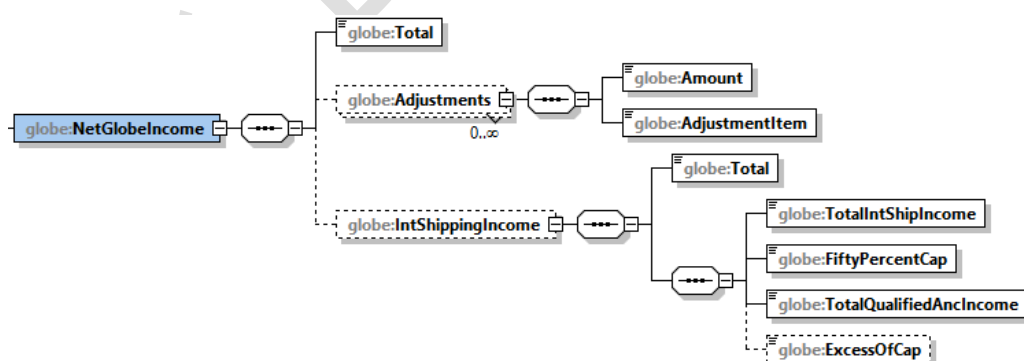 globe:Total
globe:Adjustments
0..∞
globe:Amount
globe:AdjustmentItem
globe:NetGlobeIncome
globe:IntShippingIncome
globe:Total
globe:TotalIntShipIncome
globe:FiftyPercentCap
globe:TotalQualifiedAncIncome
globe:ExcessOfCap